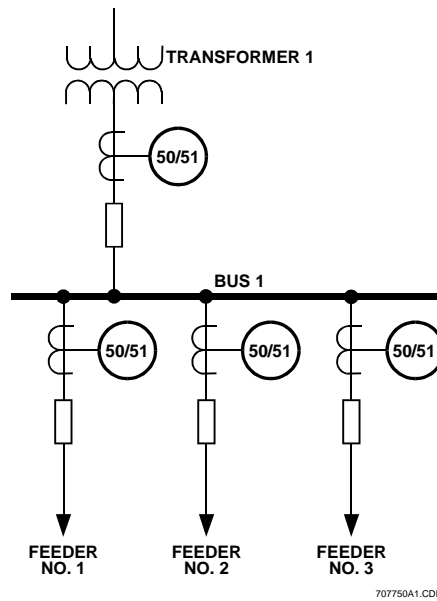 TRANSFORMER 1
50/51
BUS 1
50/51
50/51
50/51
FEEDER
NO. 1
FEEDER
NO. 2
FEEDER
NO. 3
707750A1.CD